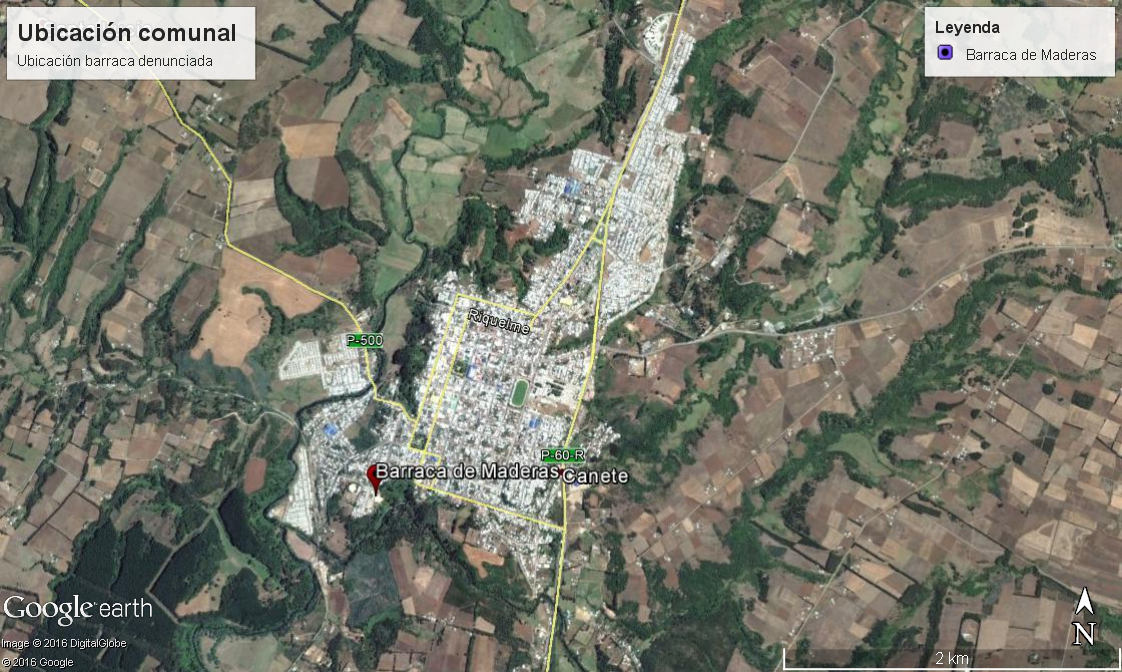 Ubicación comunal
Ubicación barraca denunciada
Leyenda
Barraca de Maderas
Riquelme
P-500
P-60-R
Barraca de Maderas
Canete
Google earth
Image © 2016 DigitalGlobe
© 2016 Google
N
2 km